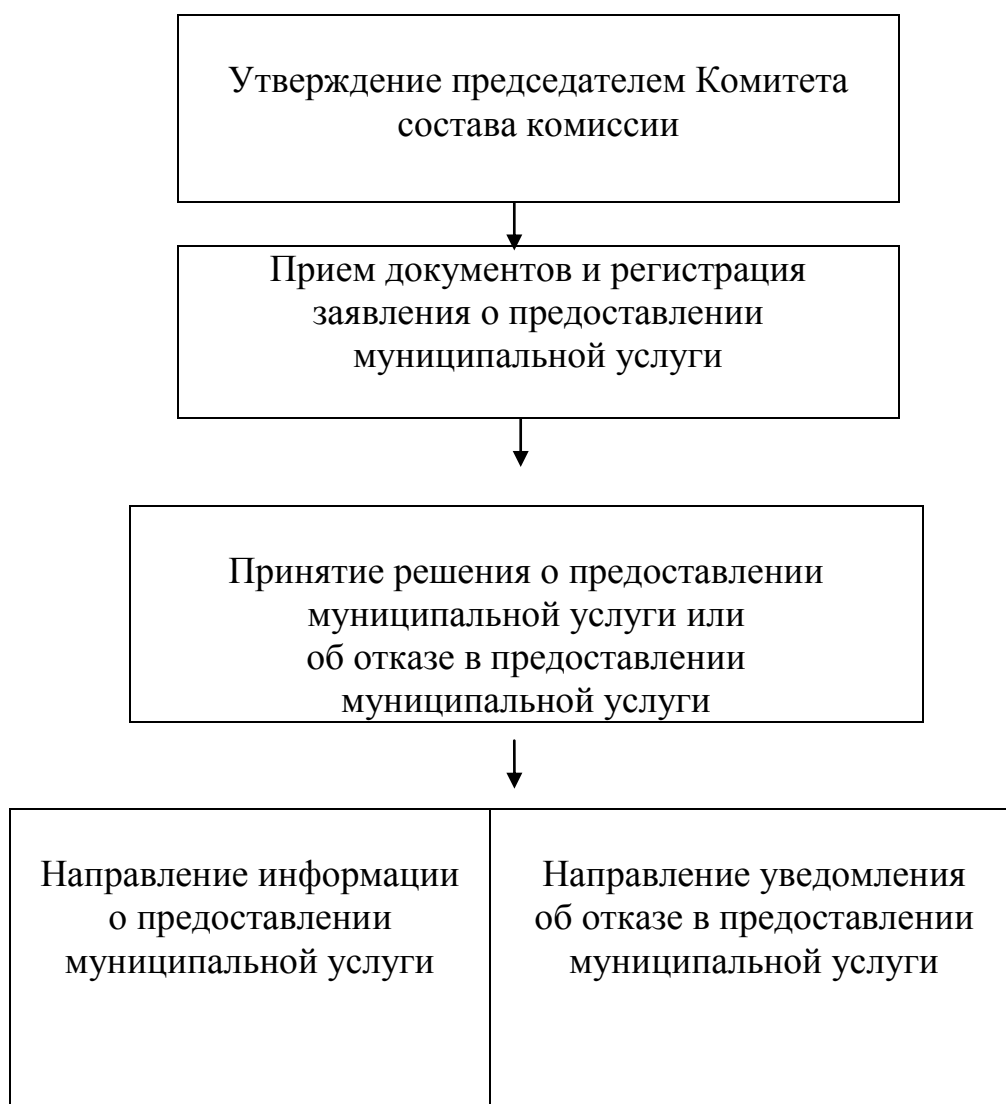 Утверждение председателем Комитета
состава комиссии
Прием документов и регистрация
заявления о предоставлении
муниципальной услуги
Принятие решения о предоставлении
муниципальной услуги или
об отказе в предоставлении
муниципальной услуги
Направление информации
о предоставлении
муниципальной услуги
Направление уведомления
об отказе в предоставлении
муниципальной услуги